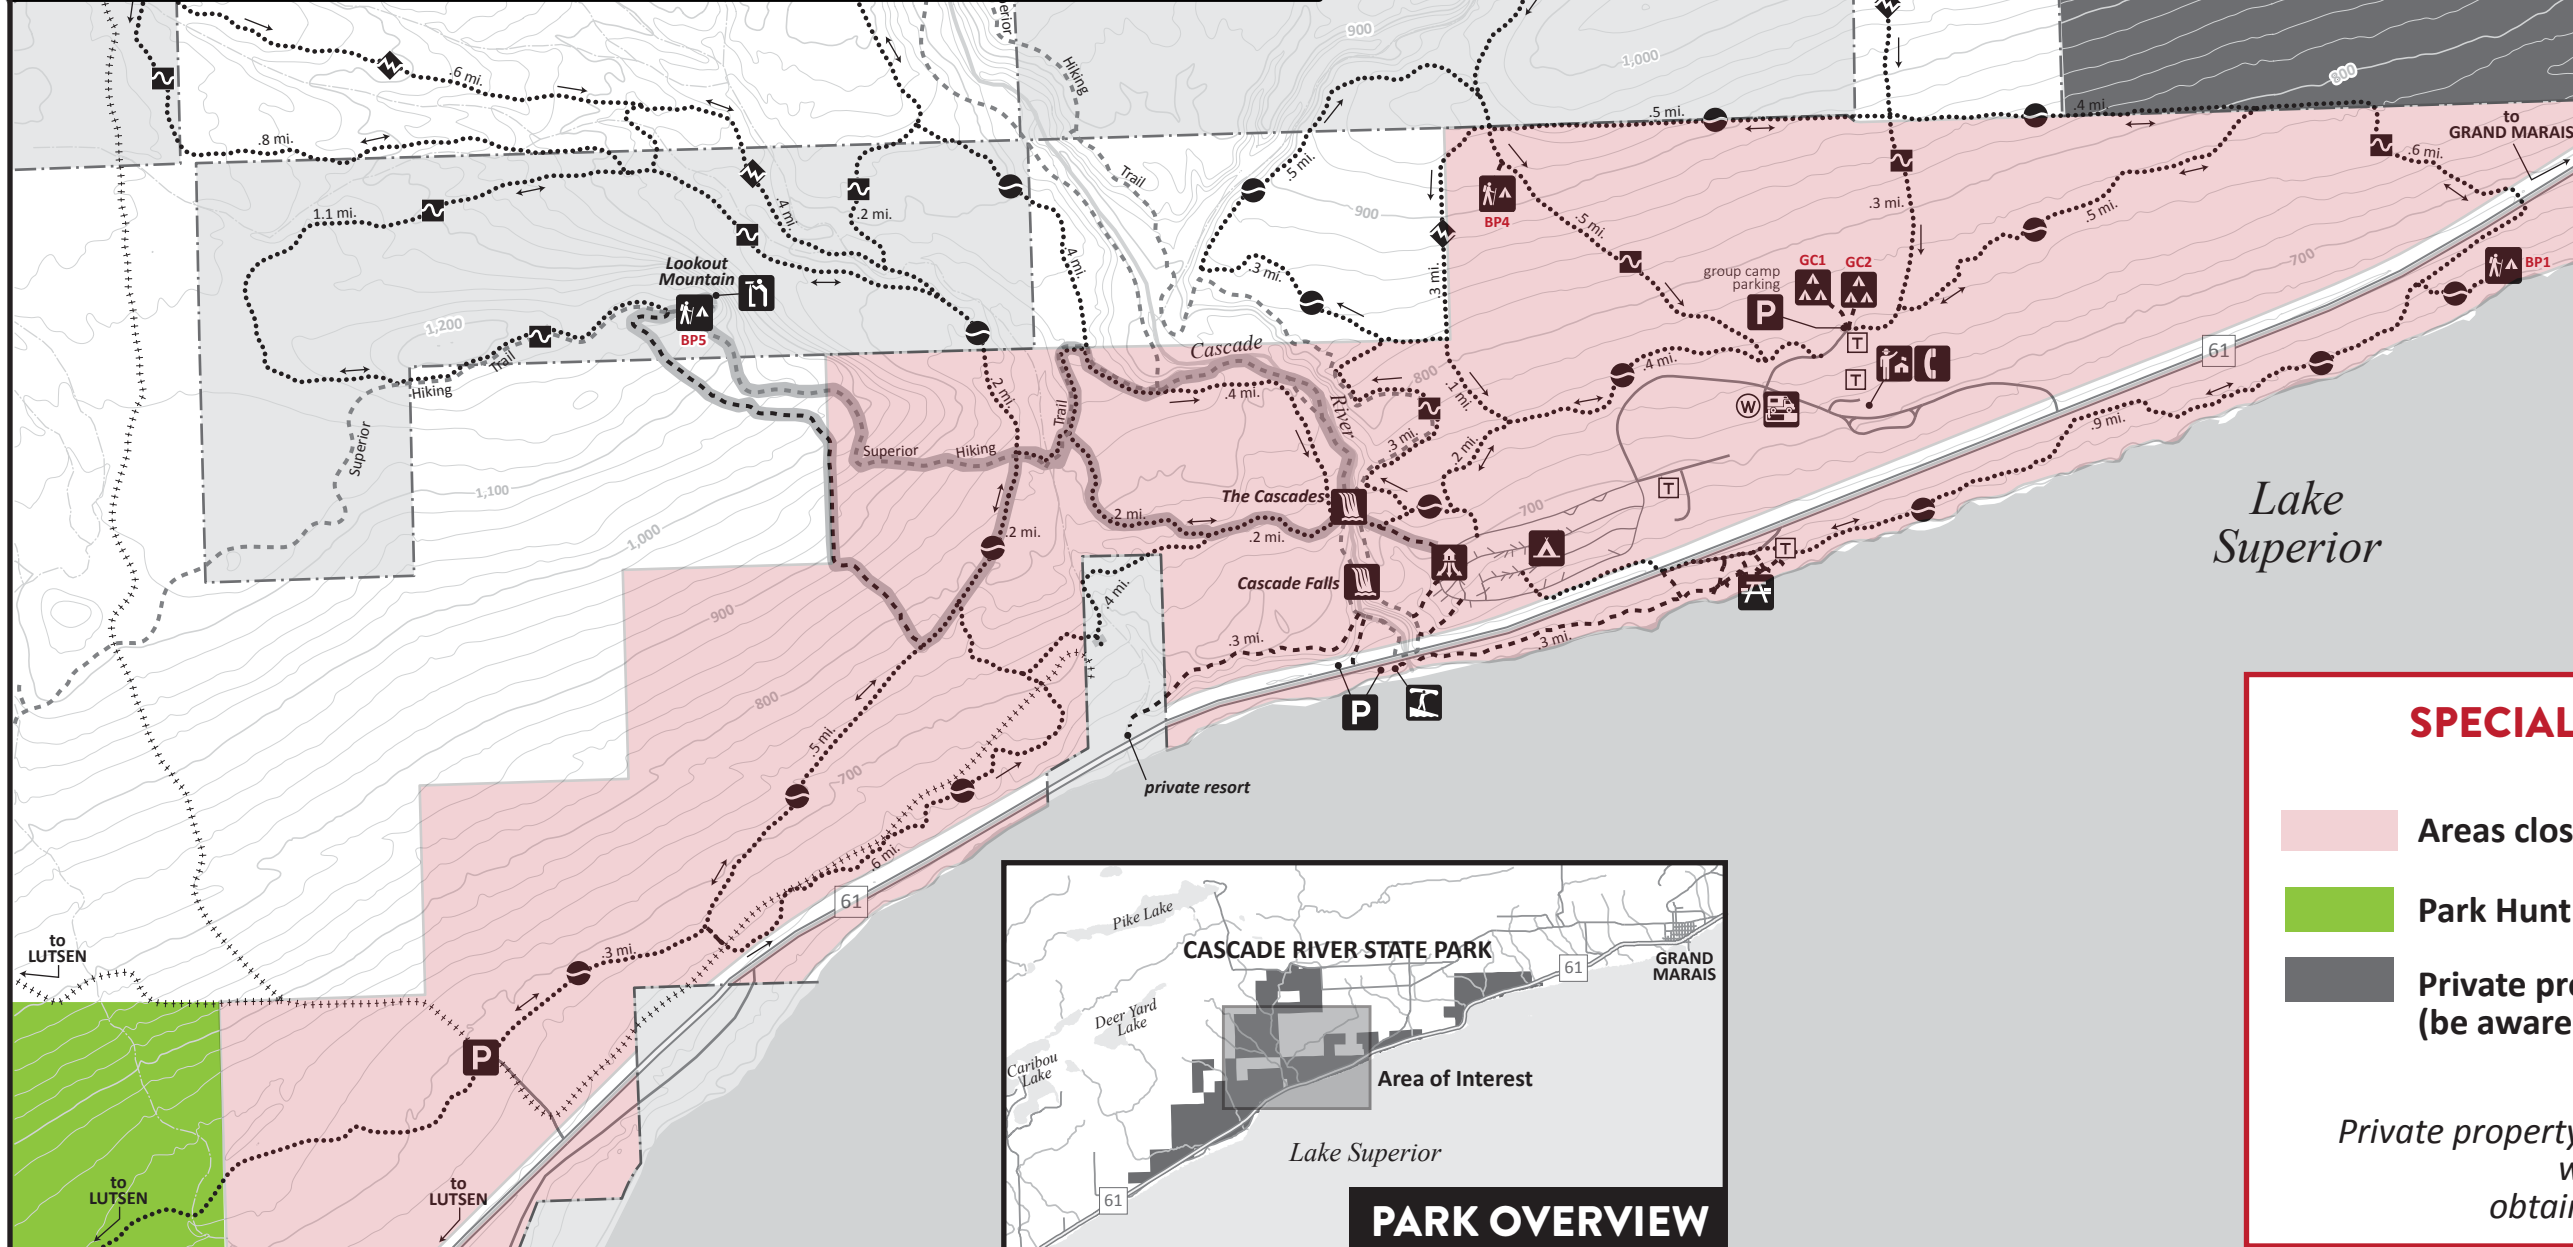 .6 mi.
.8 mi.
1.1 mi.
Lookout
Mountain
BP5
1,200
Trail
Hiking
Superior
1,100
1,000
900
800
700
.4 mi.
.2 mi.
.4 mi.
.2 mi.
.2 mi.
Superior
Hiking
Trail
.2 mi.
.2 mi.
.4 mi.
.4 mi.
Hiking
Trail
Cascade
River
900
1,000
900
800
.5 mi.
.3 mi.
.3 mi.
.1 mi.
.3 mi.
.2 mi.
The Cascades
Cascade Falls
.3 mi.
P
.3 mi.
private resort
.5 mi.
BP4
.5 mi.
group camp
parking
P
GC1
GC2
T
T
W
T
T
.4 mi.
.3 mi.
.4 mi.
.5 mi.
.6 mi.
800
700
700
to
GRAND MARAIS
BP1
61
.9 mi.
Lake
Superior
.5 mi.
.6 mi.
.3 mi.
61
P
to
LUTSEN
to
LUTSEN
to
LUTSEN
Pike Lake
CASCADE RIVER STATE PARK
GRAND
MARAIS
61
Deer Yard
Lake
Caribou
Lake
Area of Interest
Lake Superior
61
PARK OVERVIEW
SPECIAL
Areas clos
Park Hunt
Private pro
(be aware
Private property
w
obtain